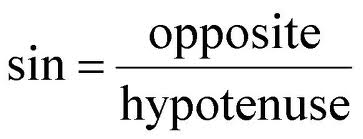 sin = opposite
hypotenuse